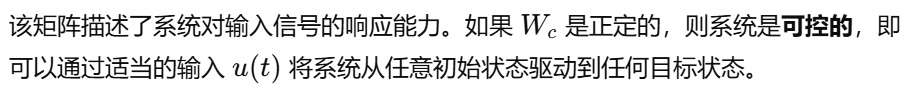 该矩阵描述了系统对输入信号的响应能力。如果 W_c 是正定的，则系统是可控的，即
可以通过适当的输入 u(t) 将系统从任意初始状态驱动到任何目标状态。